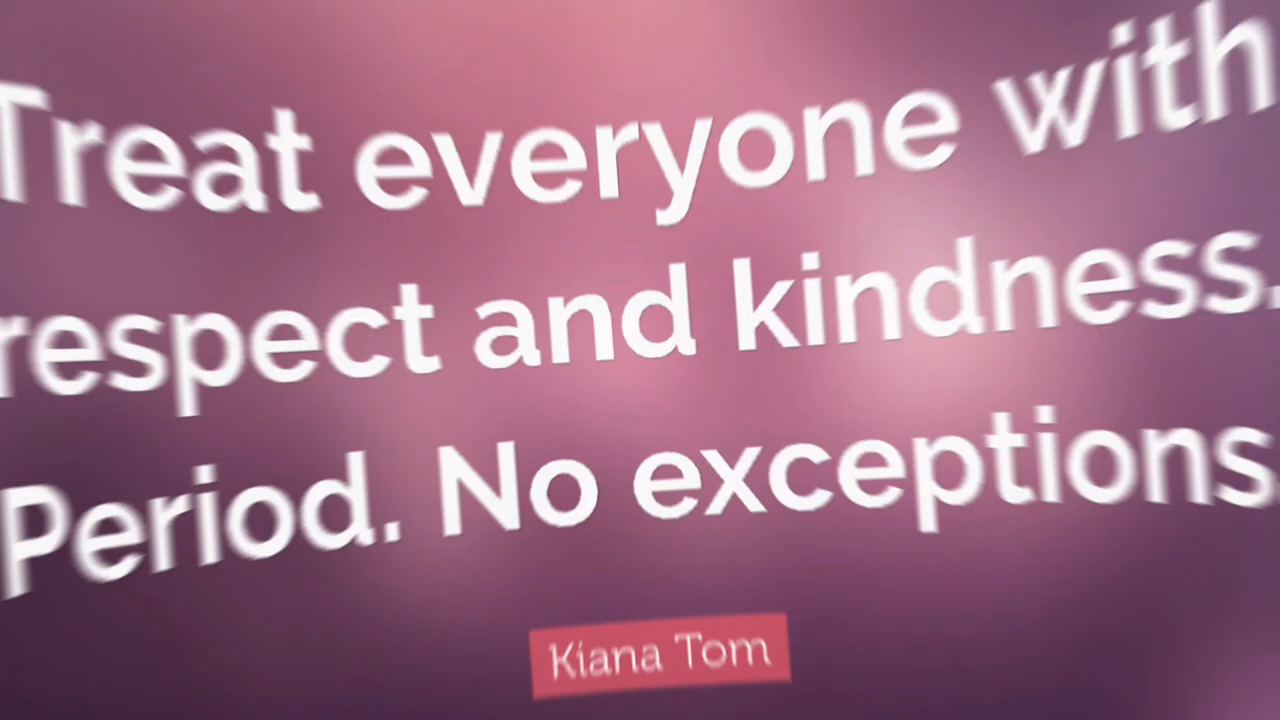 Treat everyone with
respect and kindness.
Period. No exceptions.
Kiana Tom